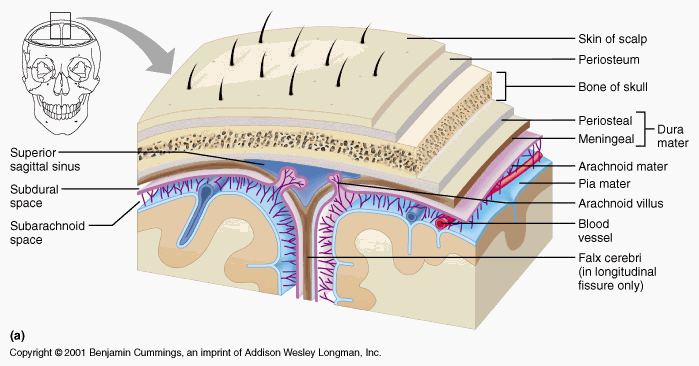 Skin of scalp
Periosteum
Bone of skull
Periosteal
Meningeal
Dura
mater
Superior
sagittal sinus
Subdural
space
Subarachnoid
space
Arachnoid mater
Pia mater
Arachnoid villus
Blood
vessel
Falx cerebri
(in longitudinal
fissure only)
(a)
Copyright © 2001 Benjamin Cummings, an imprint of Addison Wesley Longman, Inc.